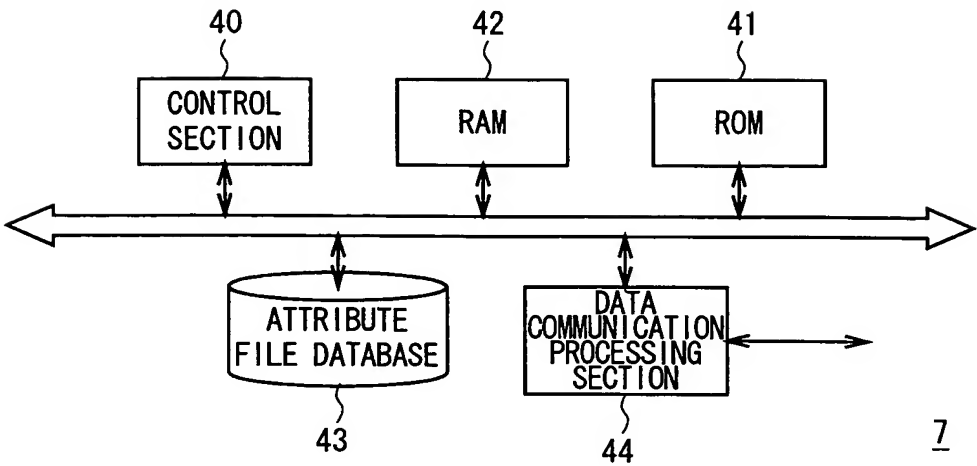 40
42
41
CONTROL
SECTION
RAM
ROM
ATTRIBUTE
FILE DATABASE
DATA
COMMUNICATION
PROCESSING
SECTION
43
44
7